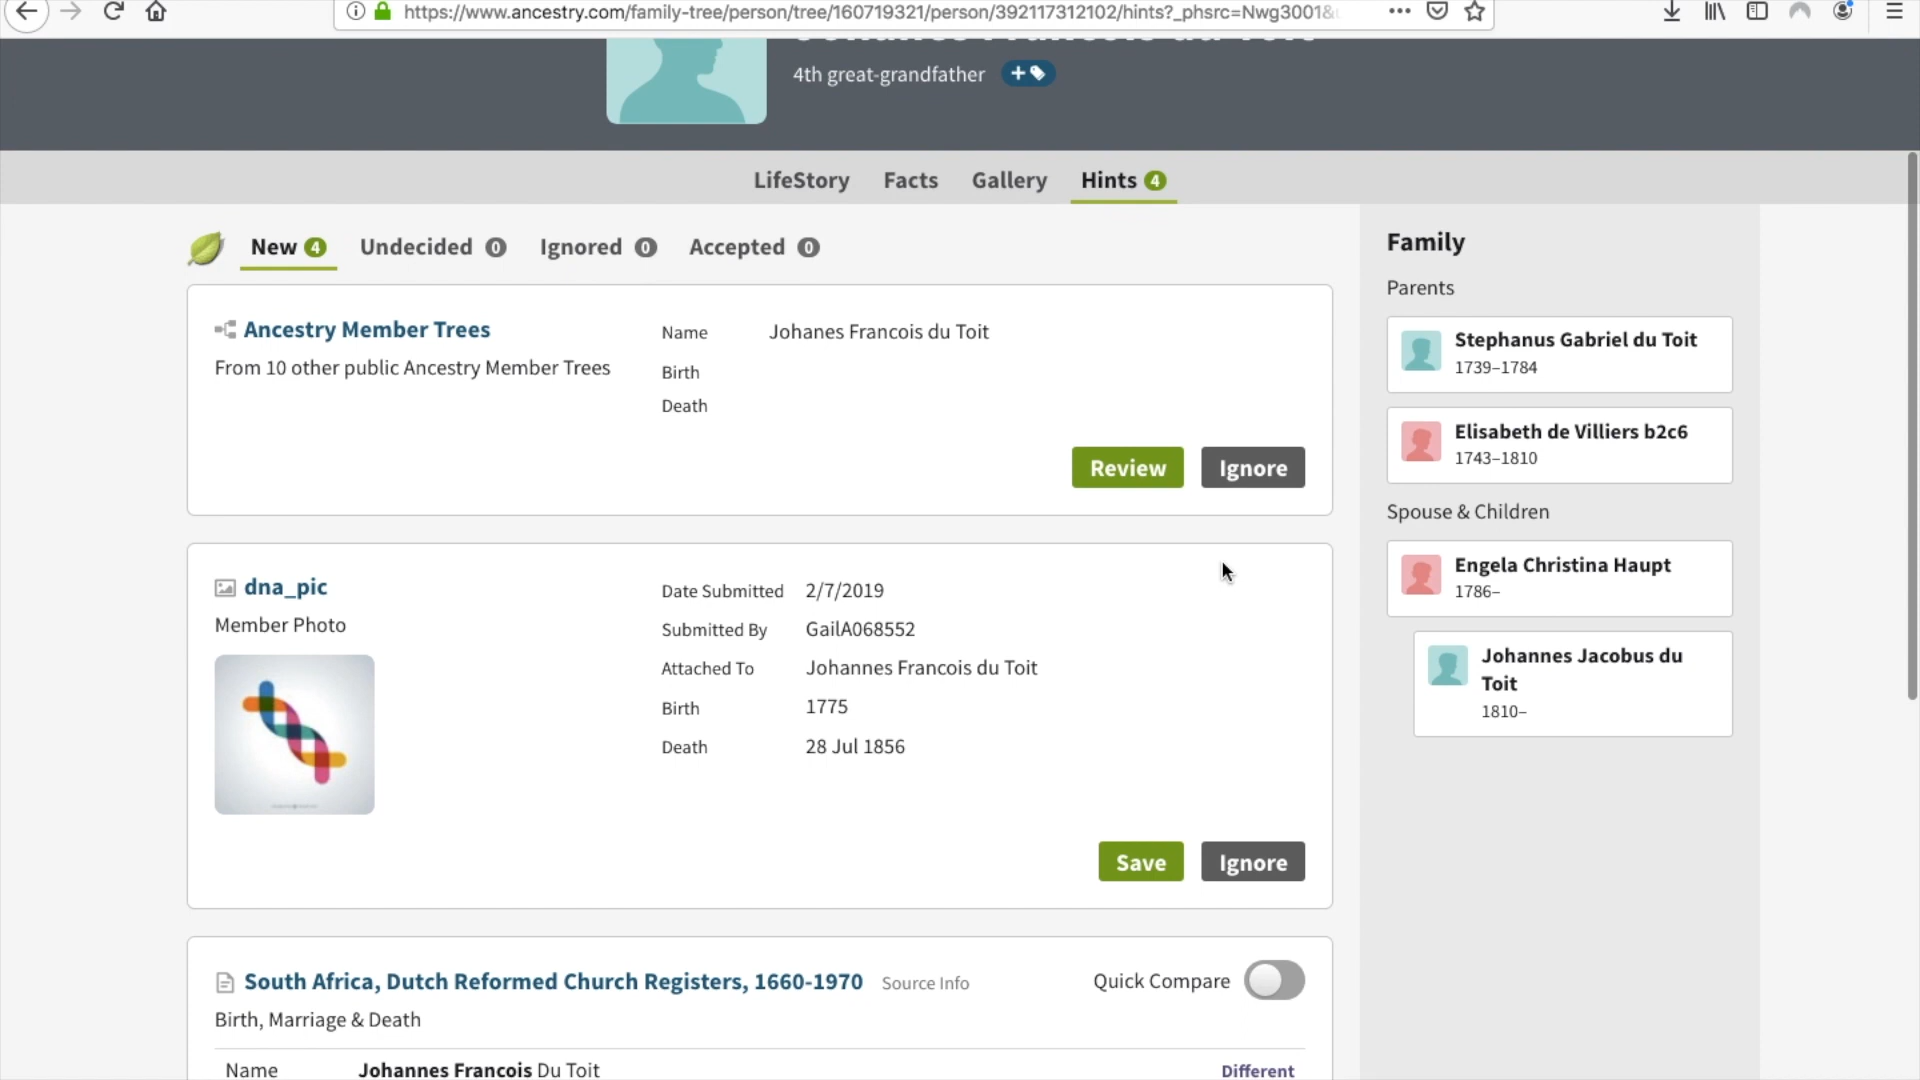 https://www.ancestry.com/family-tree/person/tree/160719321/person/392117312102/hints?_phsrc=Nwg3001&
4th great-grandfather
LifeStory Facts Gallery Hints 4
New 4 Undecided 0 Ignored 0 Accepted 0
Ancestry Member Trees
From 10 other public Ancestry Member Trees
Name Johanes Francois du Toit
Birth
Death
Review Ignore
dna_pic
Member Photo
Date Submitted 2/7/2019
Submitted By GailA068552
Attached To Johannes Francois du Toit
Birth 1775
Death 28 Jul 1856
Save Ignore
South Africa, Dutch Reformed Church Registers, 1660-1970 Source Info Quick Compare
Birth, Marriage & Death
Name Johannes Francois Du Toit Different
Family
Parents
Stephanus Gabriel du Toit
1739–1784
Elisabeth de Villiers b2c6
1743–1810
Spouse & Children
Engela Christina Haupt
1786–
Johannes Jacobus du
Toit
1810–